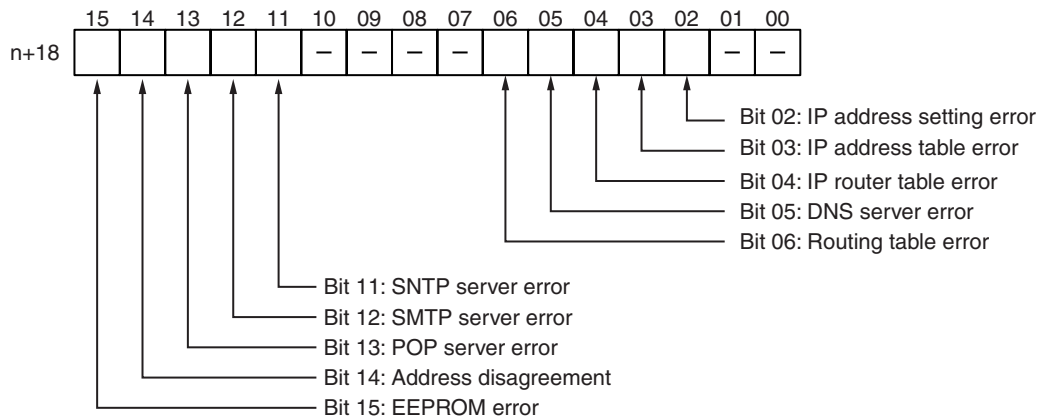 15 14 13 12 11 10 09 08 07 06 05 04 03 02 01 00
n+18 – – – – – –
Bit 02: IP address setting error
Bit 03: IP address table error
Bit 04: IP router table error
Bit 05: DNS server error
Bit 06: Routing table error
Bit 11: SNTP server error
Bit 12: SMTP server error
Bit 13: POP server error
Bit 14: Address disagreement
Bit 15: EEPROM error